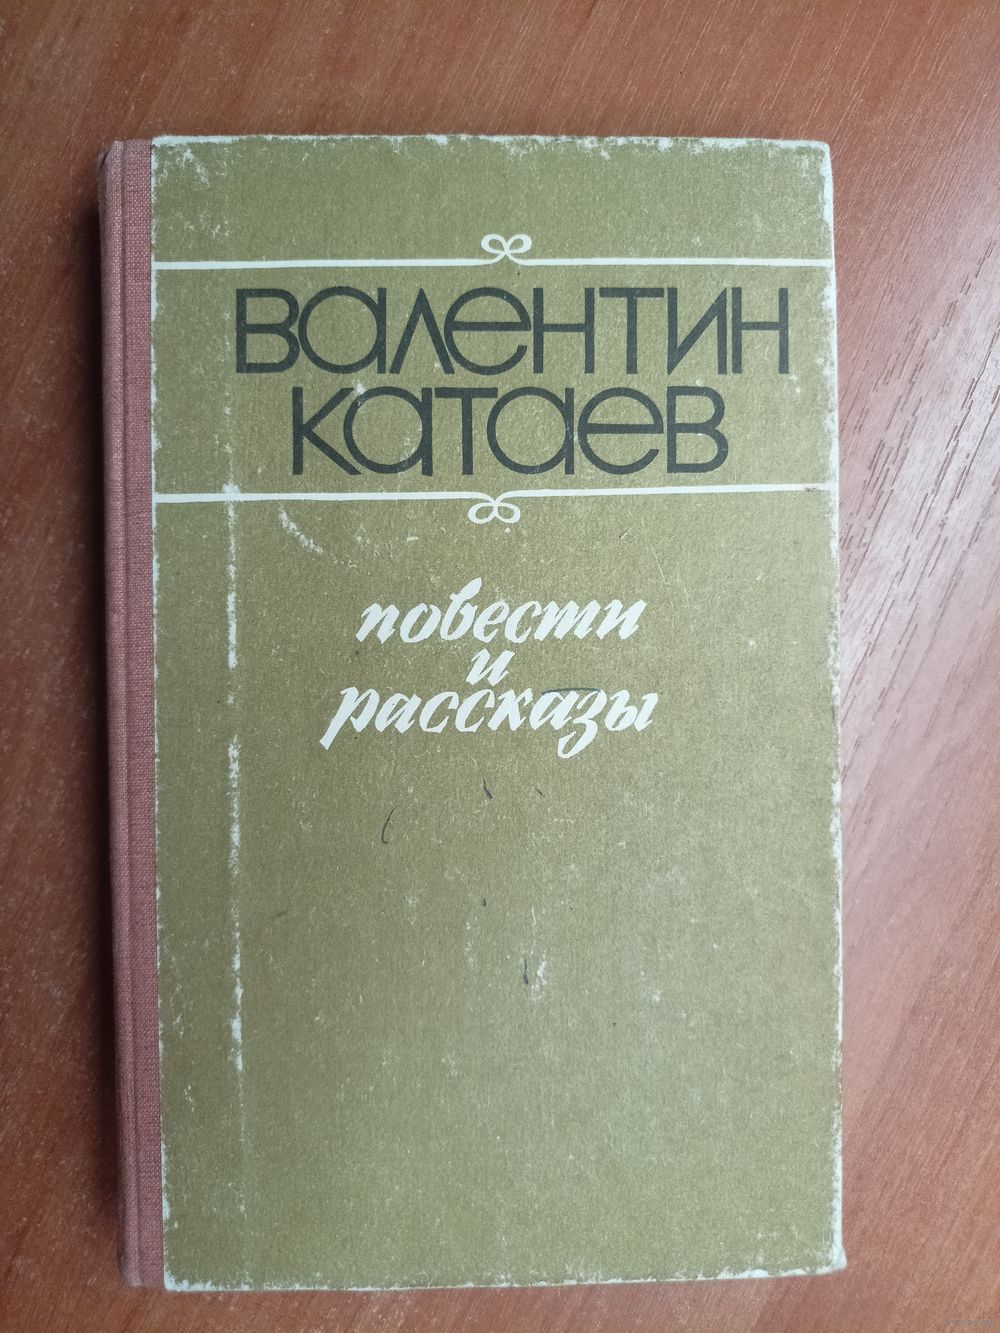 ВАЛЕНТИН
КАТАЕВ
повести
и
рассказы